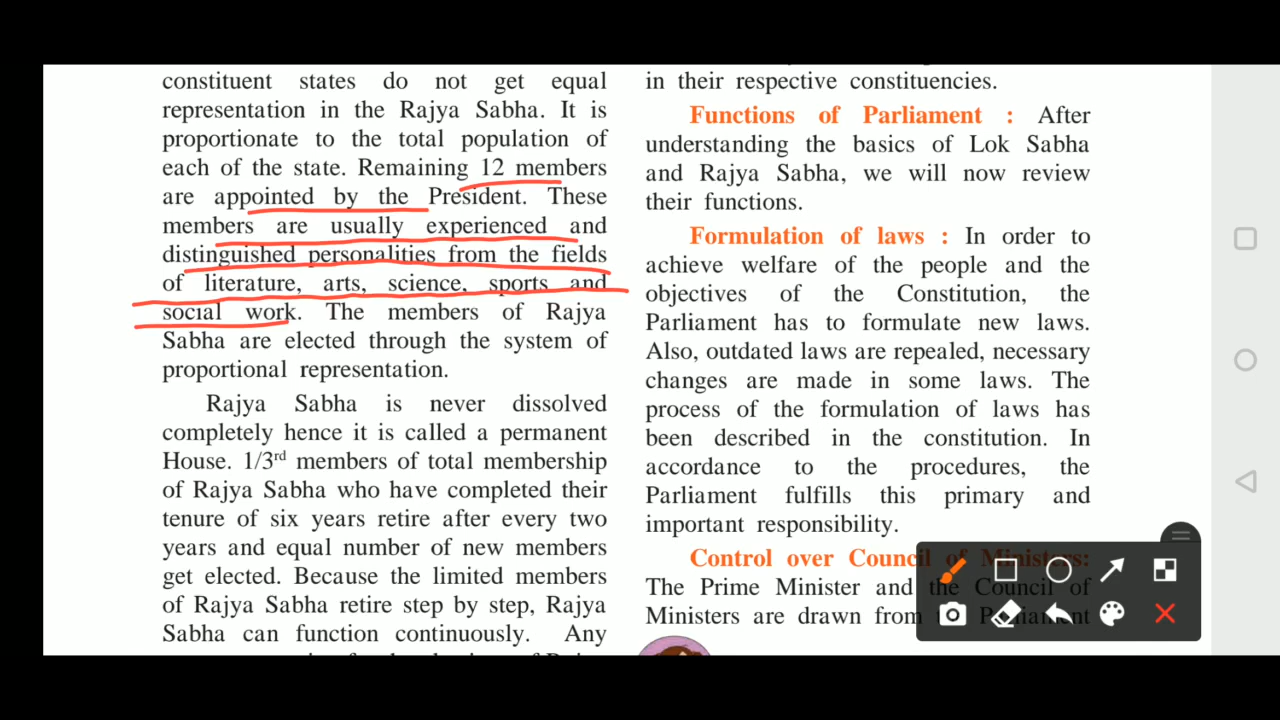 constituent states do not get equal
representation in the Rajya Sabha. It is
proportionate to the total population of
each of the state. Remaining 12 members
are appointed by the President. These
members are usually experienced and
distinguished personalities from the fields
of literature, arts, science, sports and
social work. The members of Rajya
Sabha are elected through the system of
proportional representation.
Rajya Sabha is never dissolved
completely hence it is called a permanent
House. 1/3rd members of total membership
of Rajya Sabha who have completed their
tenure of six years retire after every two
years and equal number of new members
get elected. Because the limited members
of Rajya Sabha retire step by step, Rajya
Sabha can function continuously. Any
in their respective constituencies.
Functions of Parliament : After
understanding the basics of Lok Sabha
and Rajya Sabha, we will now review
their functions.
Formulation of laws : In order to
achieve welfare of the people and the
objectives of the Constitution, the
Parliament has to formulate new laws.
Also, outdated laws are repealed, necessary
changes are made in some laws. The
process of the formulation of laws has
been described in the constitution. In
accordance to the procedures, the
Parliament fulfills this primary and
important responsibility.
Control over Council of Ministers:
The Prime Minister and the Council of
Ministers are drawn from Parliament